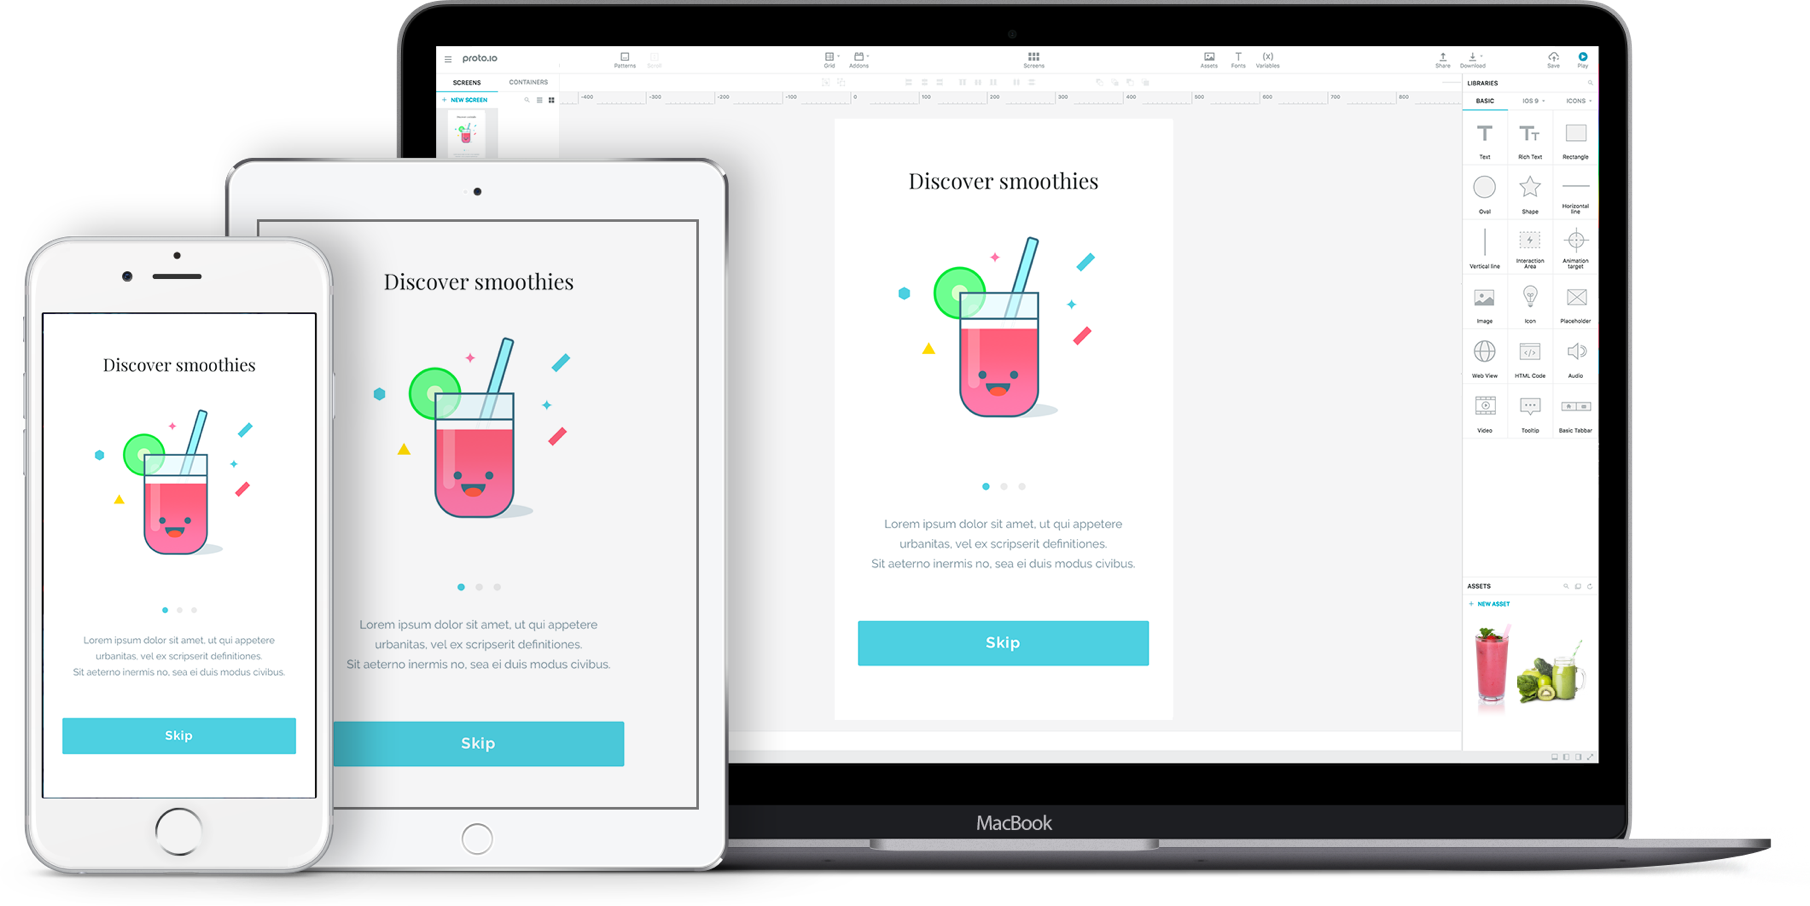 proto.io
Patterns
Scroll
Grid
Addons
Screens
Assets
Fonts
Variables
Share
Download
Save
Play
SCREENS
CONTAINERS
+ NEW SCREEN
-400
-300
-200
-100
0
100
200
300
400
500
600
700
800
LIBRARIES
BASIC
IOS 9
ICONS
Text
Rich Text
Rectangle
Oval
Shape
Horizontal
line
Vertical line
Interaction
Area
Animation
target
Image
Icon
Placeholder
Web View
HTML Code
Audio
Video
Tooltip
Basic Tabbar
ASSETS
+ NEW ASSET
Discover smoothies
Lorem ipsum dolor sit amet, ut qui appetere
urbanitas, vel ex scripserit definitiones.
Sit aeterno inermis no, sea ei duis modus civibus.
Skip
MacBook
Discover smoothies
Lorem ipsum dolor sit amet, ut qui appetere
urbanitas, vel ex scripserit definitiones.
Sit aeterno inermis no, sea ei duis modus civibus.
Skip
Discover smoothies
Lorem ipsum dolor sit amet, ut qui appetere
urbanitas, vel ex scripserit definitiones.
Sit aeterno inermis no, sea ei duis modus civibus.
Skip